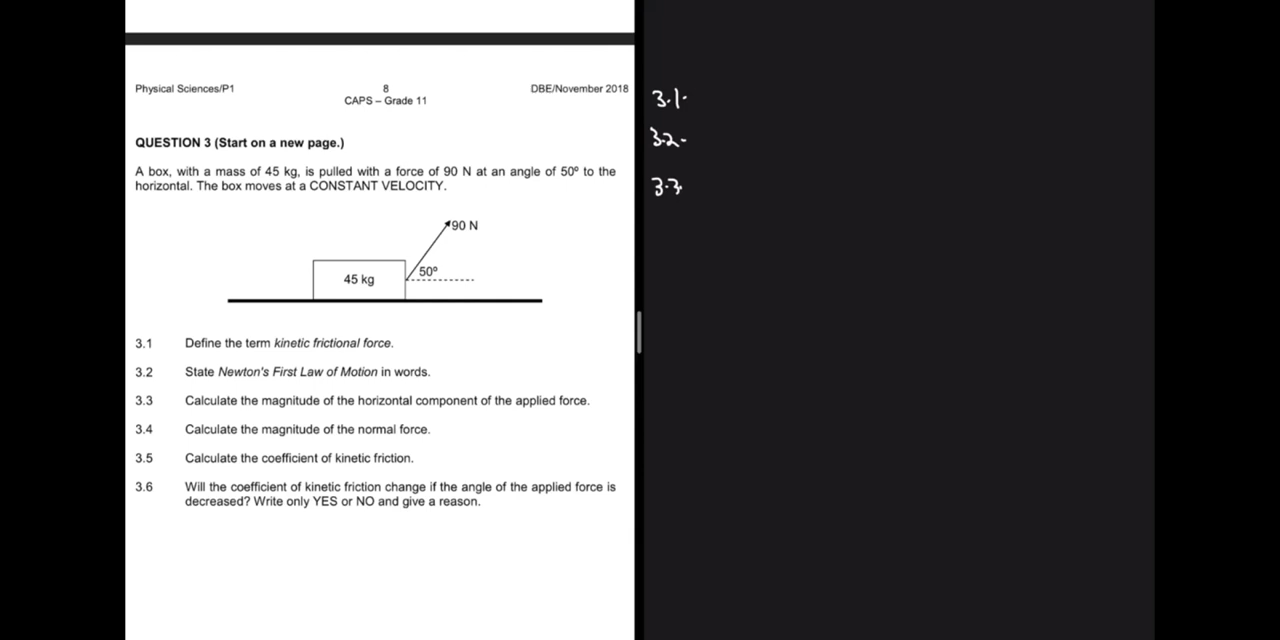 Physical Sciences/P1
8
DBE/November 2018
CAPS – Grade 11
QUESTION 3 (Start on a new page.)
A box, with a mass of 45 kg, is pulled with a force of 90 N at an angle of 50º to the
horizontal. The box moves at a CONSTANT VELOCITY.
90 N
50º
45 kg
3.1 Define the term kinetic frictional force.
3.2 State Newton's First Law of Motion in words.
3.3 Calculate the magnitude of the horizontal component of the applied force.
3.4 Calculate the magnitude of the normal force.
3.5 Calculate the coefficient of kinetic friction.
3.6 Will the coefficient of kinetic friction change if the angle of the applied force is
decreased? Write only YES or NO and give a reason.
3.1.
3.2.
3.3